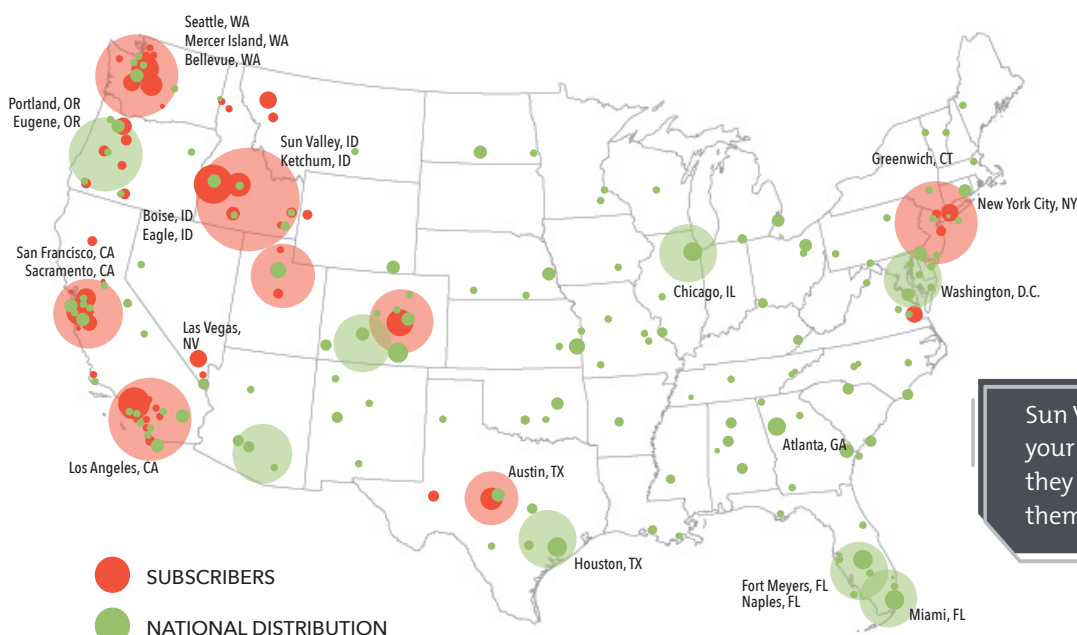 Seattle, WA
Mercer Island, WA
Bellevue, WA
Portland, OR
Eugene, OR
Sun Valley, ID
Ketchum, ID
Greenwich, CT
New York City, NY
Boise, ID
Eagle, ID
San Francisco, CA
Sacramento, CA
Chicago, IL
Washington, D.C.
Las Vegas,
NV
Los Angeles, CA
Atlanta, GA
Austin, TX
Houston, TX
Fort Meyers, FL
Naples, FL
Miami, FL
SUBSCRIBERS
NATIONAL DISTRIBUTION
Sun V
your
they
them